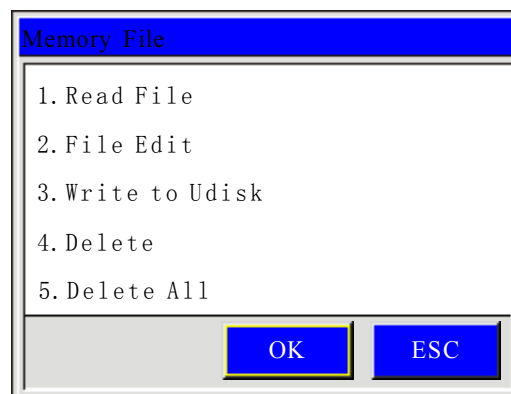 Memory File
1. Read File
2. File Edit
3. Write to Udisk
4. Delete
5. Delete All
OK ESC